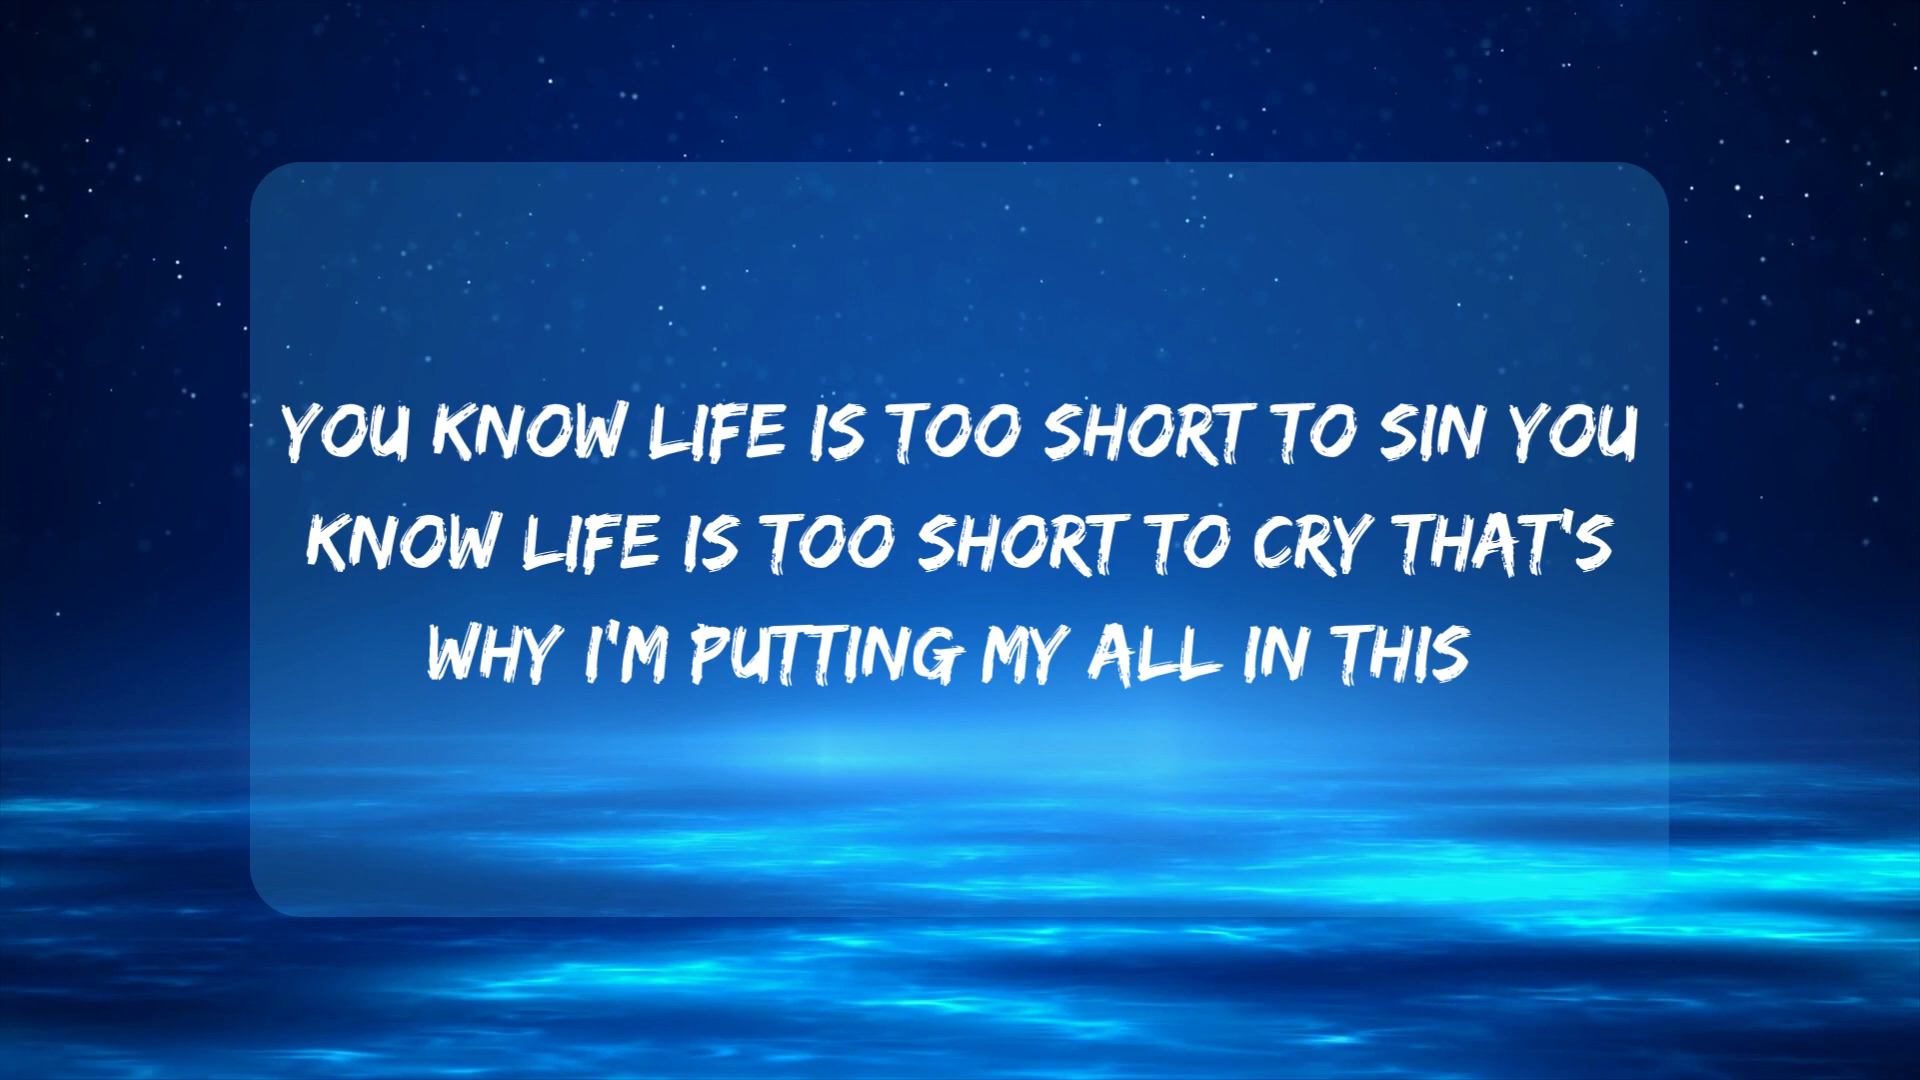 YOU KNOW LIFE IS TOO SHORT TO SIN YOU
KNOW LIFE IS TOO SHORT TO CRY THAT'S
WHY I'M PUTTING MY ALL IN THIS